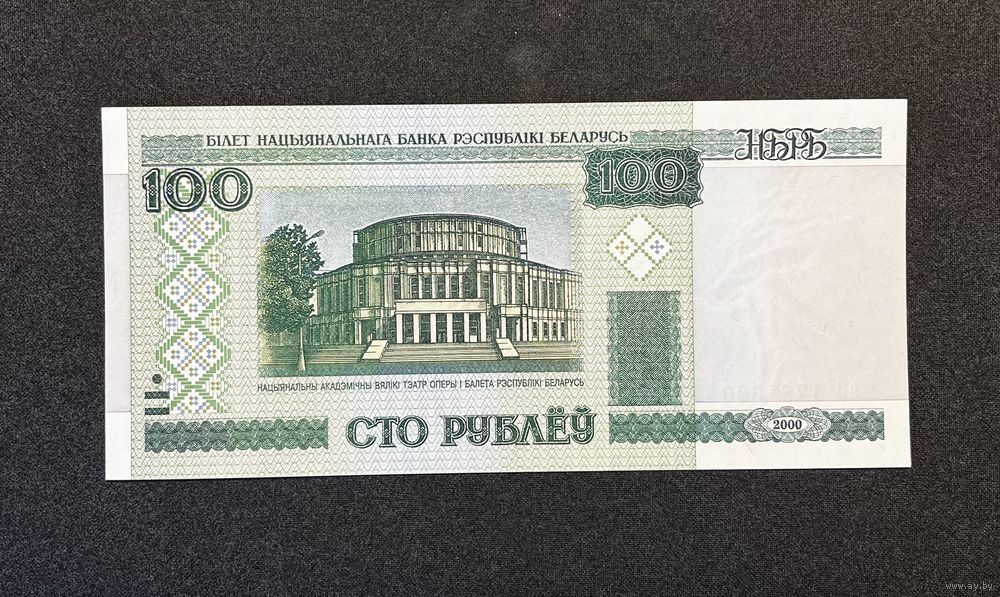 БІЛЕТ НАЦЫЯНАЛЬНАГА БАНКА РЭСПУБЛІКІ БЕЛАРУСЬ
НБРБ
100
100
НАЦЫЯНАЛЬНЫ АКАДЭМІЧНЫ ВЯЛІКІ ТЭАТР ОПЕРЫ І БАЛЕТА РЭСПУБЛІКІ БЕЛАРУСЬ
СТО РУБЛЁЎ
2000
www.ay.by